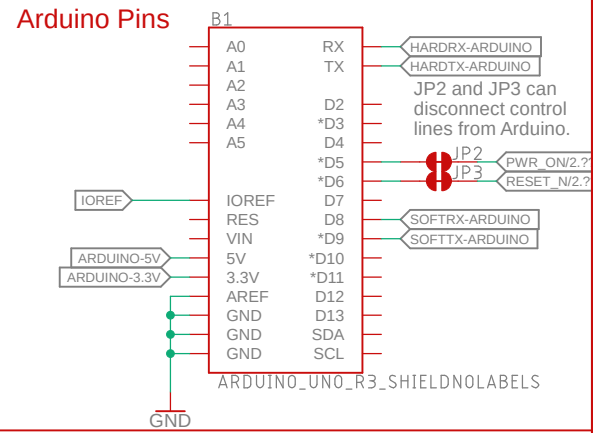 Arduino Pins
B1
A0
A1
A2
A3
A4
A5
IOREF
RES
VIN
5V
3.3V
AREF
GND
GND
GND
RX
TX
D2
*D3
D4
*D5
*D6
D7
D8
*D9
*D10
*D11
D12
D13
SDA
SCL
IOREF
ARDUINO-5V
ARDUINO-3.3V
GND
HARDRX-ARDUINO
HARDTX-ARDUINO
JP2 and JP3 can
disconnect control
lines from Arduino.
JP2
PWR_ON/2.??
JP3
RESET_N/2.?
SOFTRX-ARDUINO
SOFTTX-ARDUINO
ARDUINO_UNO_R3_SHIELDNOLABELS